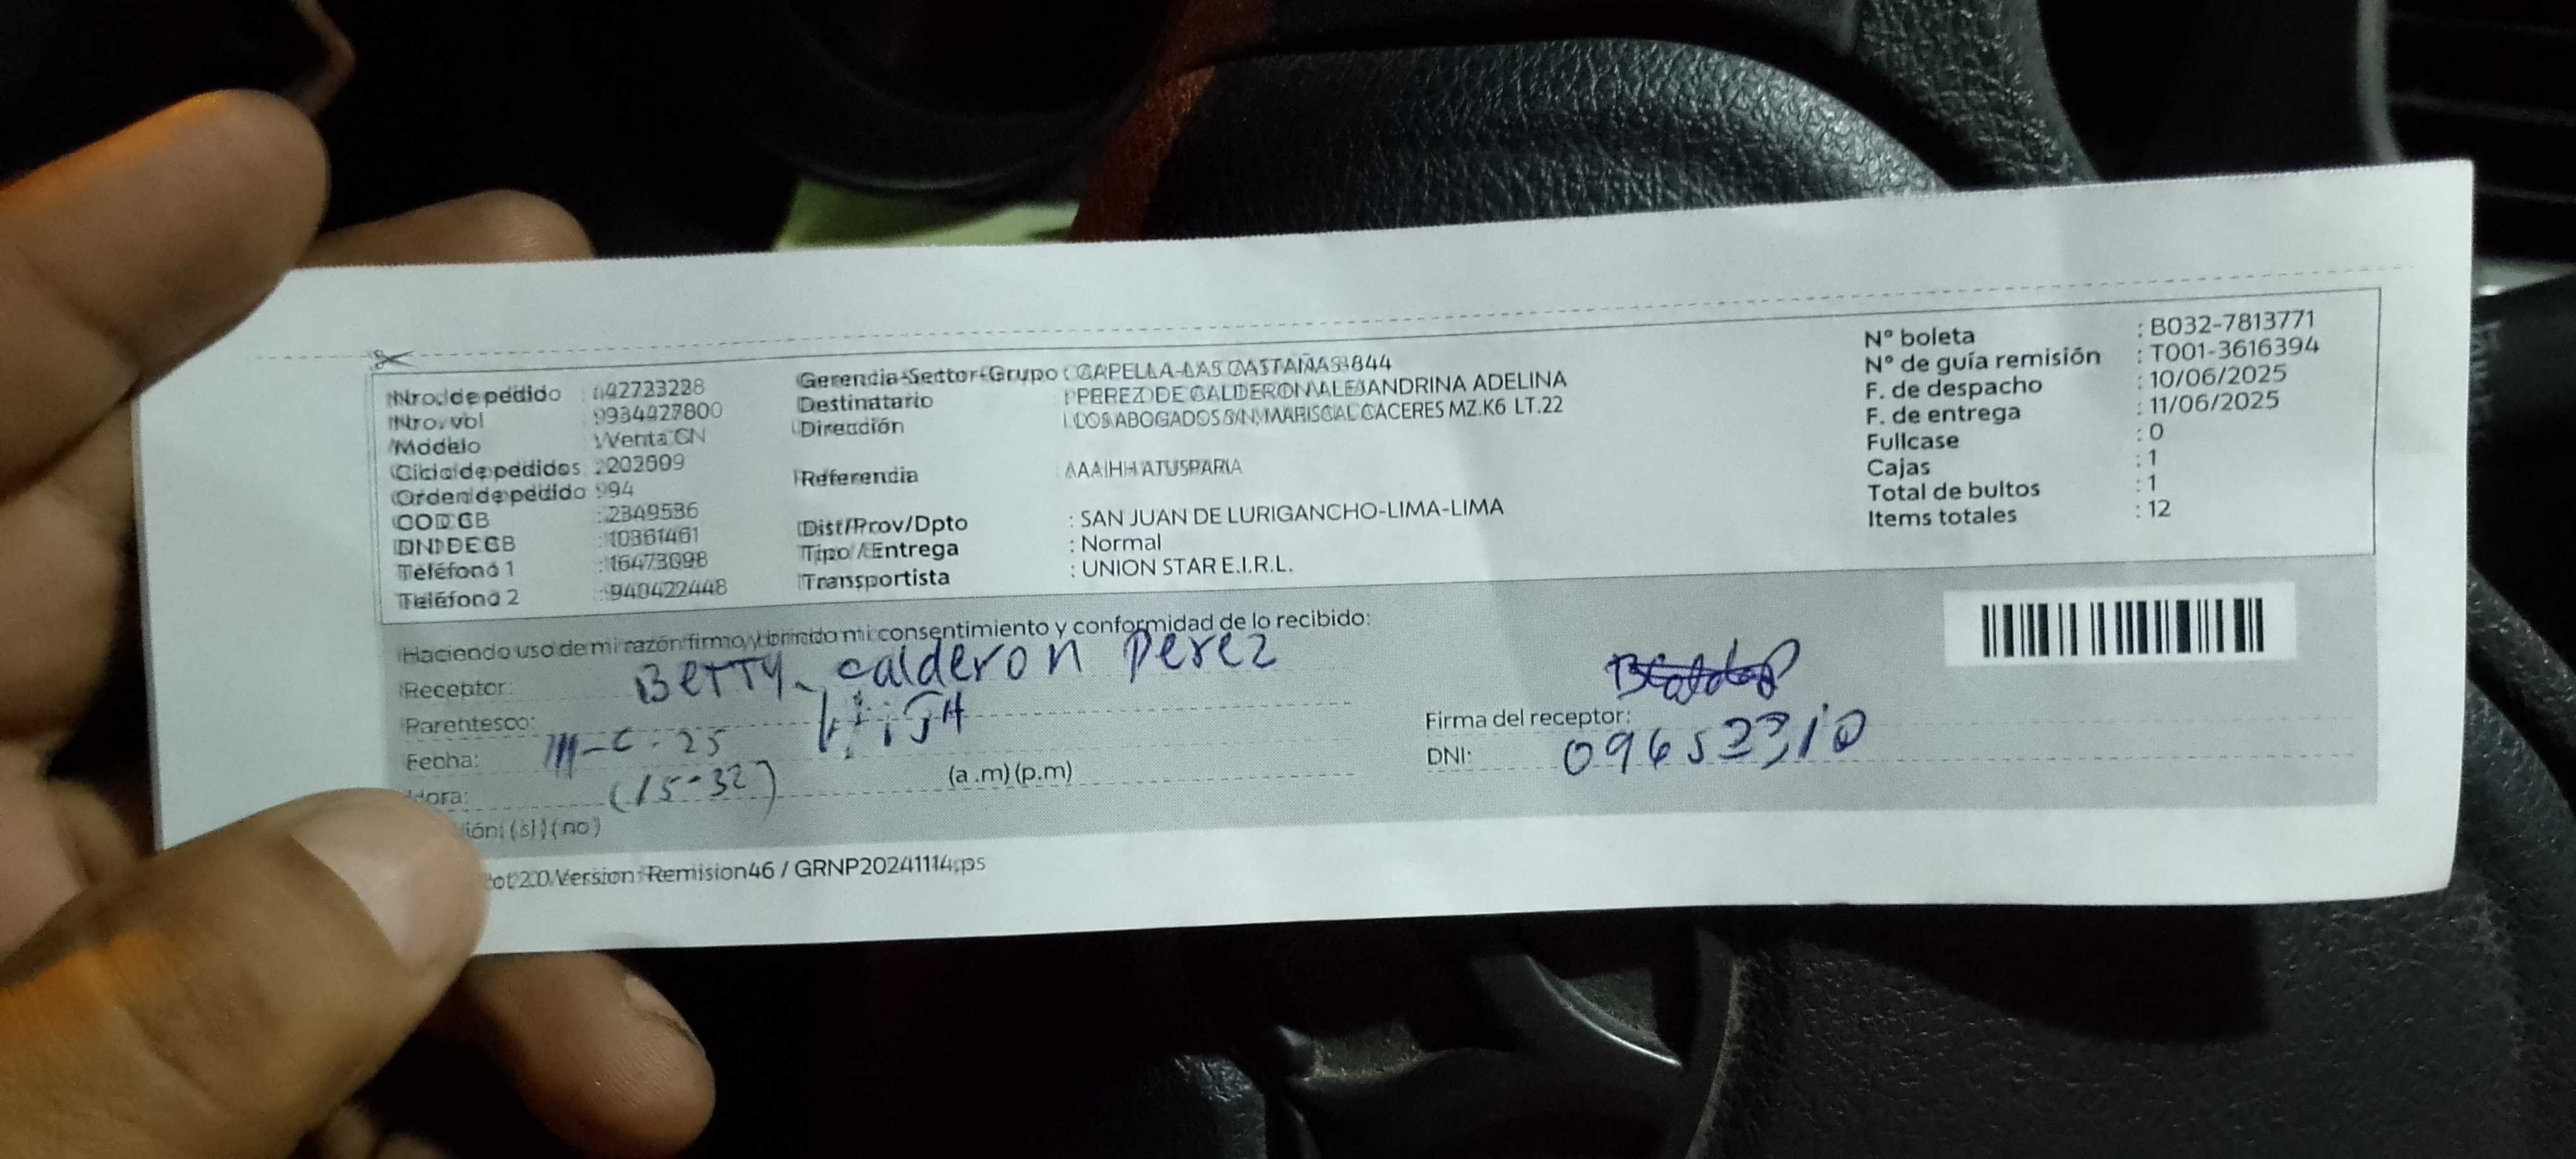 Nro. de pedido : 042723228
Nro. vol : 9934427800
Modelo : Venta CN
Ciclo de pedidos : 202509
Orden de pedido : 994
COD CB : 2349536
DNI DE CB : 10361461
Teléfono 1 : 16473098
Teléfono 2 : 940422448
Gerencia-Sector-Grupo : CAPELLA-LAS CASTAÑAS-844
Destinatario : PEREZ DE CALDERON ALEJANDRINA ADELINA
Dirección : LOS ABOGADOS S/N, MARISCAL CACERES MZ.K6 LT.22
Referencia : AAHH ATUSPARIA
Dist/Prov/Dpto : SAN JUAN DE LURIGANCHO-LIMA-LIMA
Tipo / Entrega : Normal
Transportista : UNION STAR E.I.R.L.
N° boleta : B032-7813771
N° de guía remisión : T001-3616394
F. de despacho : 10/06/2025
F. de entrega : 11/06/2025
Fullcase : 0
Cajas : 1
Total de bultos : 1
Items totales : 12
Haciendo uso de mi razón firmo y brindo mi consentimiento y conformidad de lo recibido:
Receptor: BETTY calderon Perez
Parentesco: HiJA
Fecha: 25
Hora: (15-32) (a .m) (p.m)
Firma del receptor:
DNI: 09652310
(si) (no)
2.0 Version: Remision46 / GRNP20241114.ps